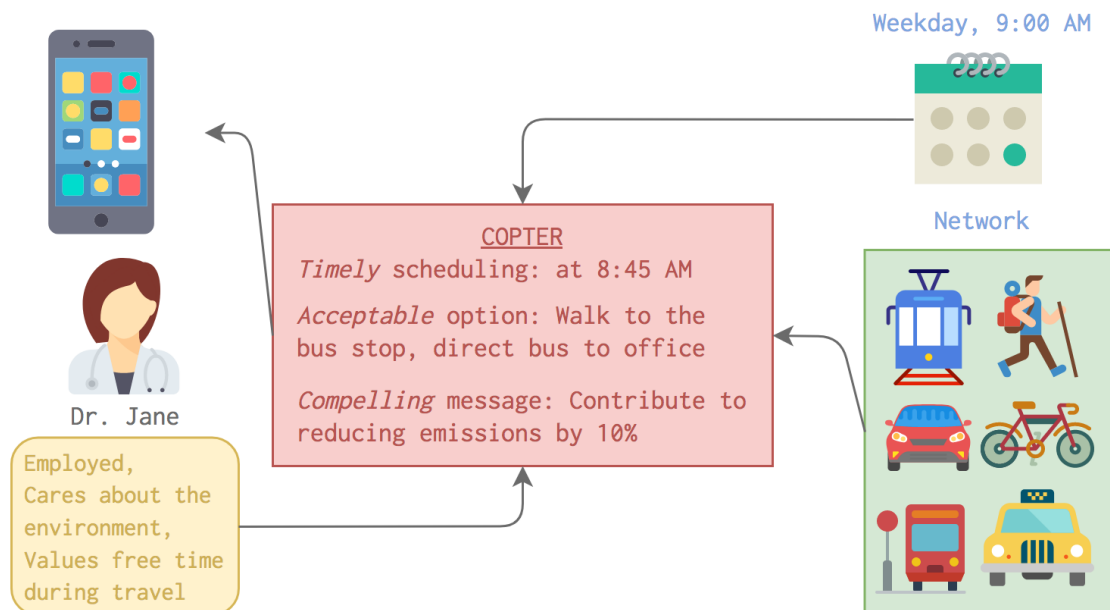 Weekday, 9:00 AM
Network
COPTER
Timely scheduling: at 8:45 AM
Acceptable option: Walk to the
bus stop, direct bus to office
Compelling message: Contribute to
reducing emissions by 10%
Dr. Jane
Employed,
Cares about the
environment,
Values free time
during travel